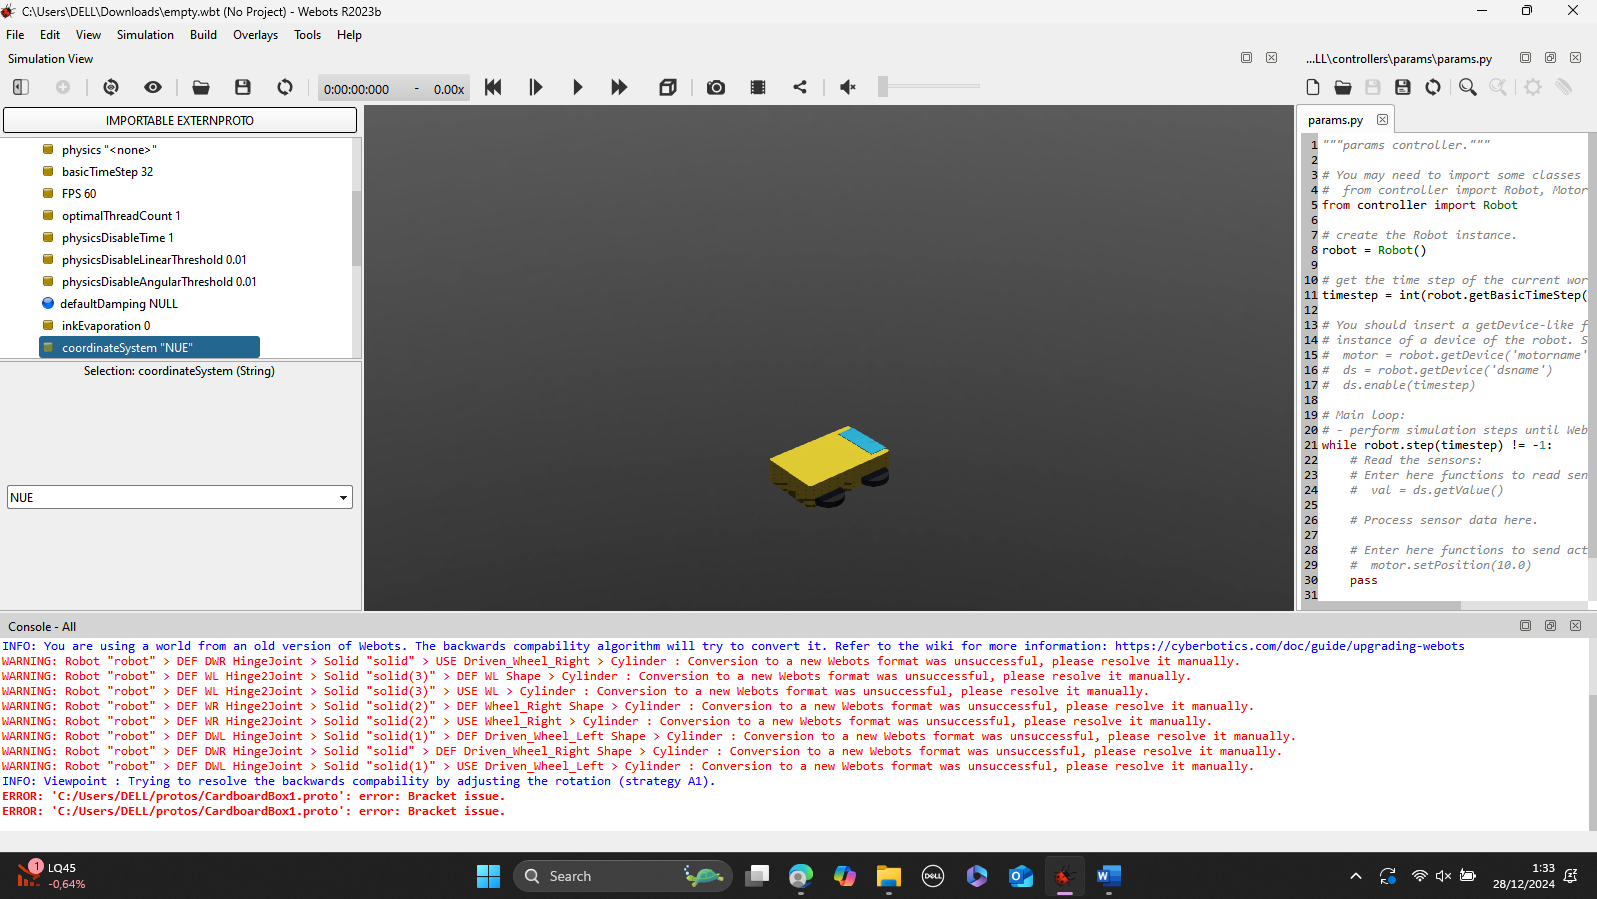 C:\Users\DELL\Downloads\empty.wbt (No Project) - Webots R2023b
File Edit View Simulation Build Overlays Tools Help
Simulation View
...LL\controllers\params\params.py
0:00:00:000 - 0.00x
IMPORTABLE EXTERNPROTO
physics "<none>"
basicTimeStep 32
FPS 60
optimalThreadCount 1
physicsDisableTime 1
physicsDisableLinearThreshold 0.01
physicsDisableAngularThreshold 0.01
defaultDamping NULL
inkEvaporation 0
coordinateSystem "NUE"
Selection: coordinateSystem (String)
NUE
params.py
1 """params controller."""
2
3 # You may need to import some classes
4 #  from controller import Robot, Motor
5 from controller import Robot
6
7 # create the Robot instance.
8 robot = Robot()
9
10 # get the time step of the current wor
11 timestep = int(robot.getBasicTimeStep(
12
13 # You should insert a getDevice-like f
14 # instance of a device of the robot. S
15 #  motor = robot.getDevice('motorname'
16 #  ds = robot.getDevice('dsname')
17 #  ds.enable(timestep)
18
19 # Main loop:
20 # - perform simulation steps until Web
21 while robot.step(timestep) != -1:
22     # Read the sensors:
23     # Enter here functions to read sen
24     #  val = ds.getValue()
25
26     # Process sensor data here.
27
28     # Enter here functions to send act
29     #  motor.setPosition(10.0)
30     pass
31
Console - All
INFO: You are using a world from an old version of Webots. The backwards compability algorithm will try to convert it. Refer to the wiki for more information: https://cyberbotics.com/doc/guide/upgrading-webots
WARNING: Robot "robot" > DEF DWR HingeJoint > Solid "solid" > USE Driven_Wheel_Right > Cylinder : Conversion to a new Webots format was unsuccessful, please resolve it manually.
WARNING: Robot "robot" > DEF WL Hinge2Joint > Solid "solid(3)" > DEF WL Shape > Cylinder : Conversion to a new Webots format was unsuccessful, please resolve it manually.
WARNING: Robot "robot" > DEF WL Hinge2Joint > Solid "solid(3)" > USE WL > Cylinder : Conversion to a new Webots format was unsuccessful, please resolve it manually.
WARNING: Robot "robot" > DEF WR Hinge2Joint > Solid "solid(2)" > DEF Wheel_Right Shape > Cylinder : Conversion to a new Webots format was unsuccessful, please resolve it manually.
WARNING: Robot "robot" > DEF WR Hinge2Joint > Solid "solid(2)" > USE Wheel_Right > Cylinder : Conversion to a new Webots format was unsuccessful, please resolve it manually.
WARNING: Robot "robot" > DEF DWL HingeJoint > Solid "solid(1)" > DEF Driven_Wheel_Left Shape > Cylinder : Conversion to a new Webots format was unsuccessful, please resolve it manually.
WARNING: Robot "robot" > DEF DWR HingeJoint > Solid "solid" > DEF Driven_Wheel_Right Shape > Cylinder : Conversion to a new Webots format was unsuccessful, please resolve it manually.
WARNING: Robot "robot" > DEF DWL HingeJoint > Solid "solid(1)" > USE Driven_Wheel_Left > Cylinder : Conversion to a new Webots format was unsuccessful, please resolve it manually.
INFO: Viewpoint : Trying to resolve the backwards compability by adjusting the rotation (strategy A1).
ERROR: 'C:/Users/DELL/protos/CardboardBox1.proto': error: Bracket issue.
ERROR: 'C:/Users/DELL/protos/CardboardBox1.proto': error: Bracket issue.
1
LQ45
-0,64%
Search
DELL
1:33
28/12/2024